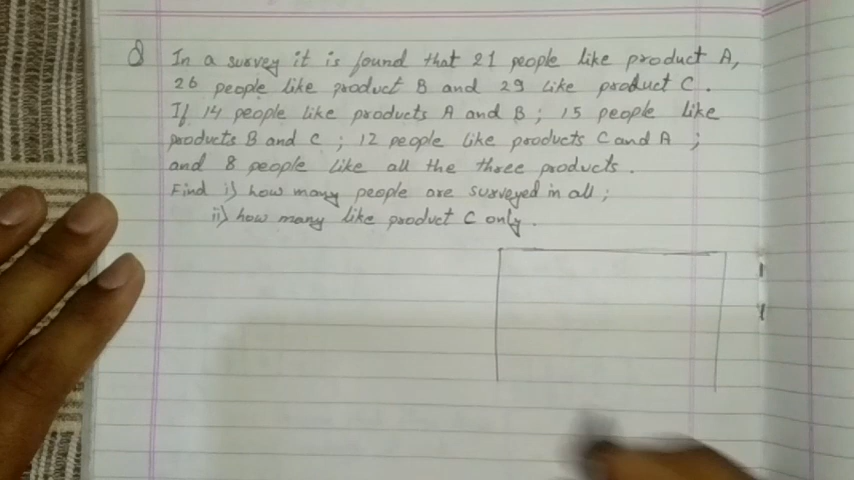 Q In a survey it is found that 21 people like product A,
26 people like product B and 29 like product C.
If 14 people like products A and B; 15 people like
products B and C; 12 people like products C and A;
and 8 people like all the three products.
Find i) how many people are surveyed in all;
ii) how many like product C only.